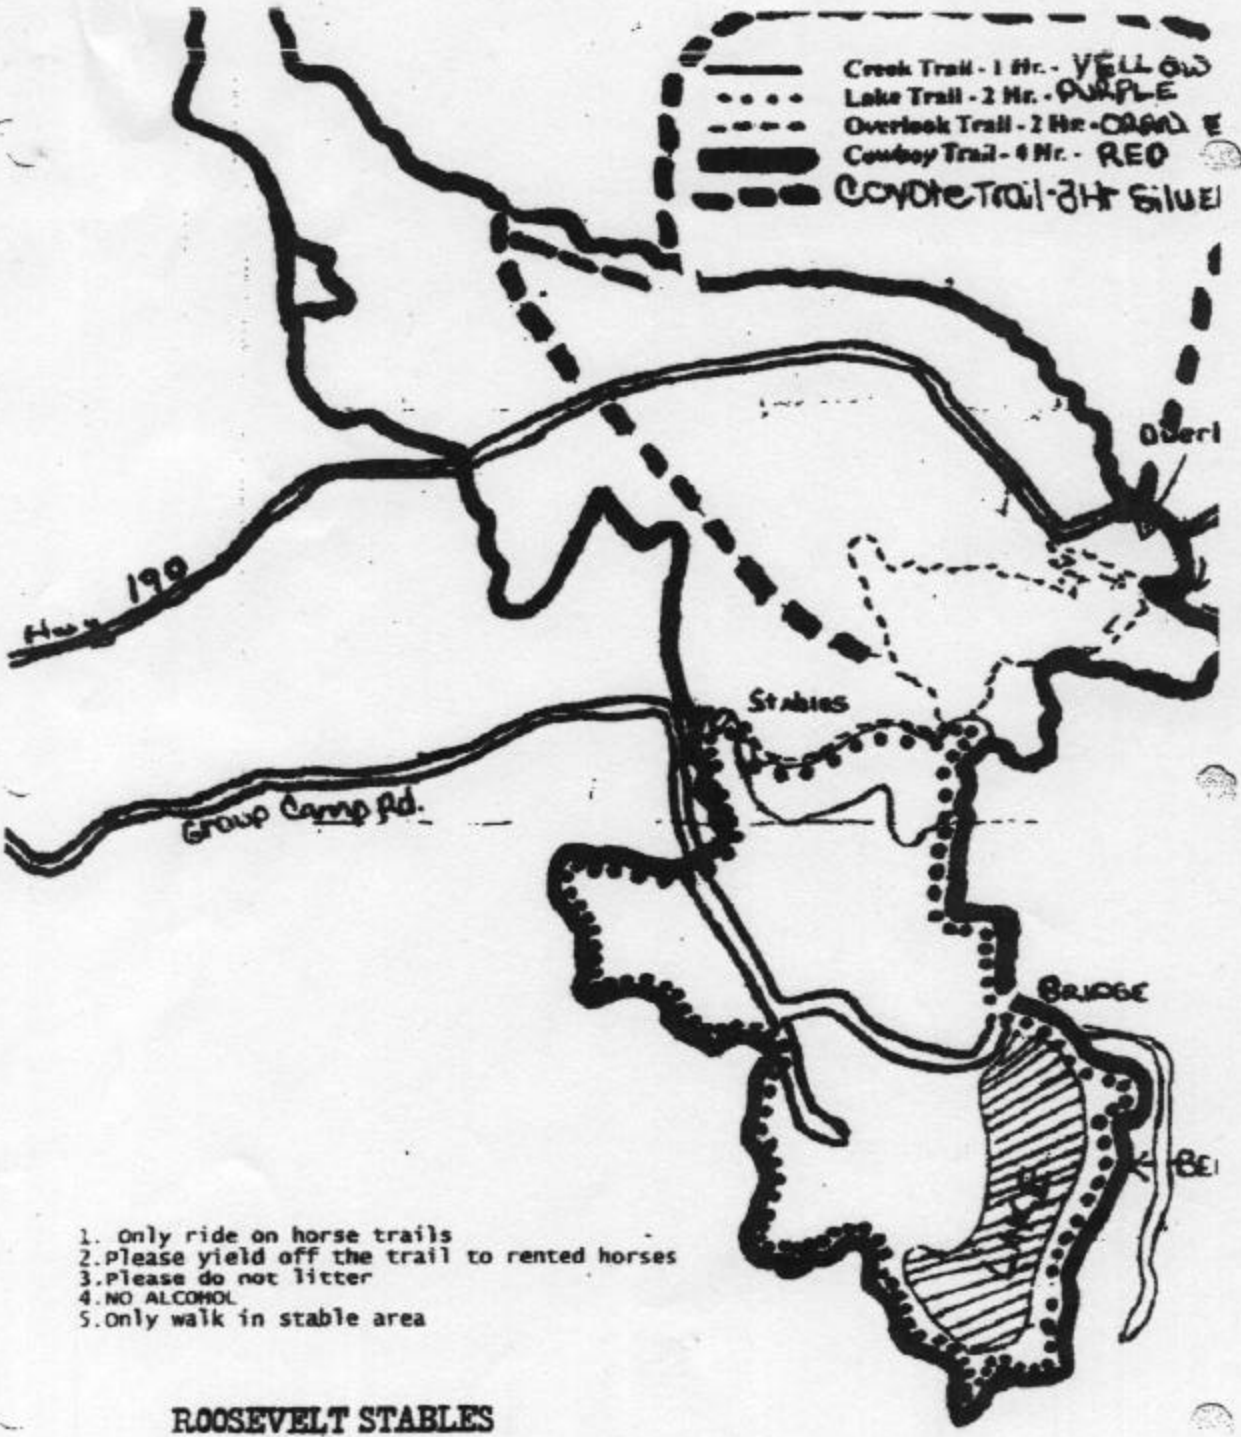 Creek Trail - 1 Hr. - YELLOW
Lake Trail - 2 Hr. - PURPLE
Overlook Trail - 2 Hr -
Cowboy Trail - 4 Hr. - RED
Coyote Trail - 3 Hr
Overl
Hwy 190
Stables
Group Camp Rd.
BRIDGE
LAKE
BE
1. Only ride on horse trails
2.Please yield off the trail to rented horses
3.Please do not litter
4.NO ALCOHOL
5.Only walk in stable area
ROOSEVELT STABLES